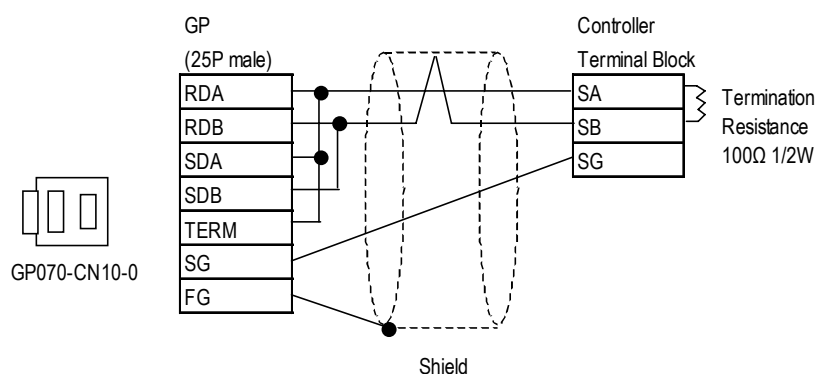 GP
(25P male)
RDA
RDB
SDA
SDB
TERM
SG
FG
GP070-CN10-0
Controller
Terminal Block
SA
SB
SG
Termination
Resistance
100Ω 1/2W
Shield